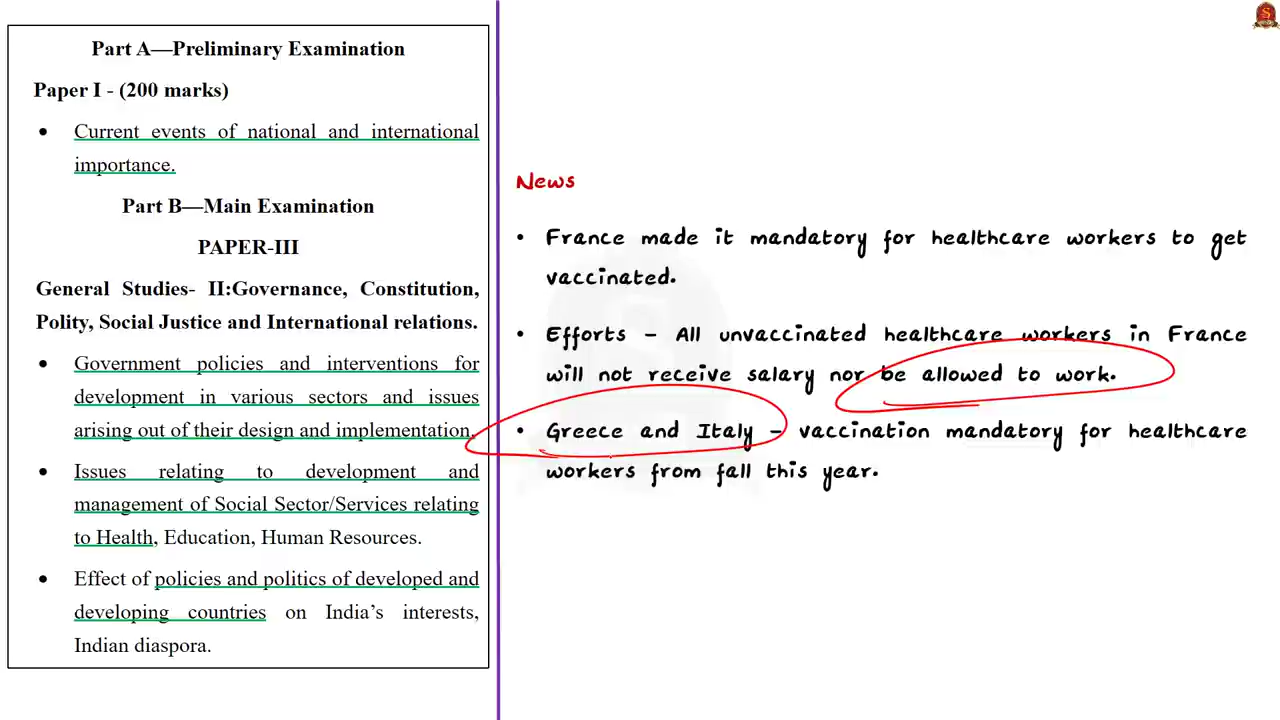 Part A—Preliminary Examination
Paper I - (200 marks)
• Current events of national and international
importance.
Part B—Main Examination
PAPER-III
General Studies- II:Governance, Constitution,
Polity, Social Justice and International relations.
• Government policies and interventions for
development in various sectors and issues
arising out of their design and implementation.
• Issues relating to development and
management of Social Sector/Services relating
to Health, Education, Human Resources.
• Effect of policies and politics of developed and
developing countries on India’s interests,
Indian diaspora.
News
• France made it mandatory for healthcare workers to get
vaccinated.
• Efforts – All unvaccinated healthcare workers in France
will not receive salary nor be allowed to work.
• Greece and Italy – vaccination mandatory for healthcare
workers from fall this year.